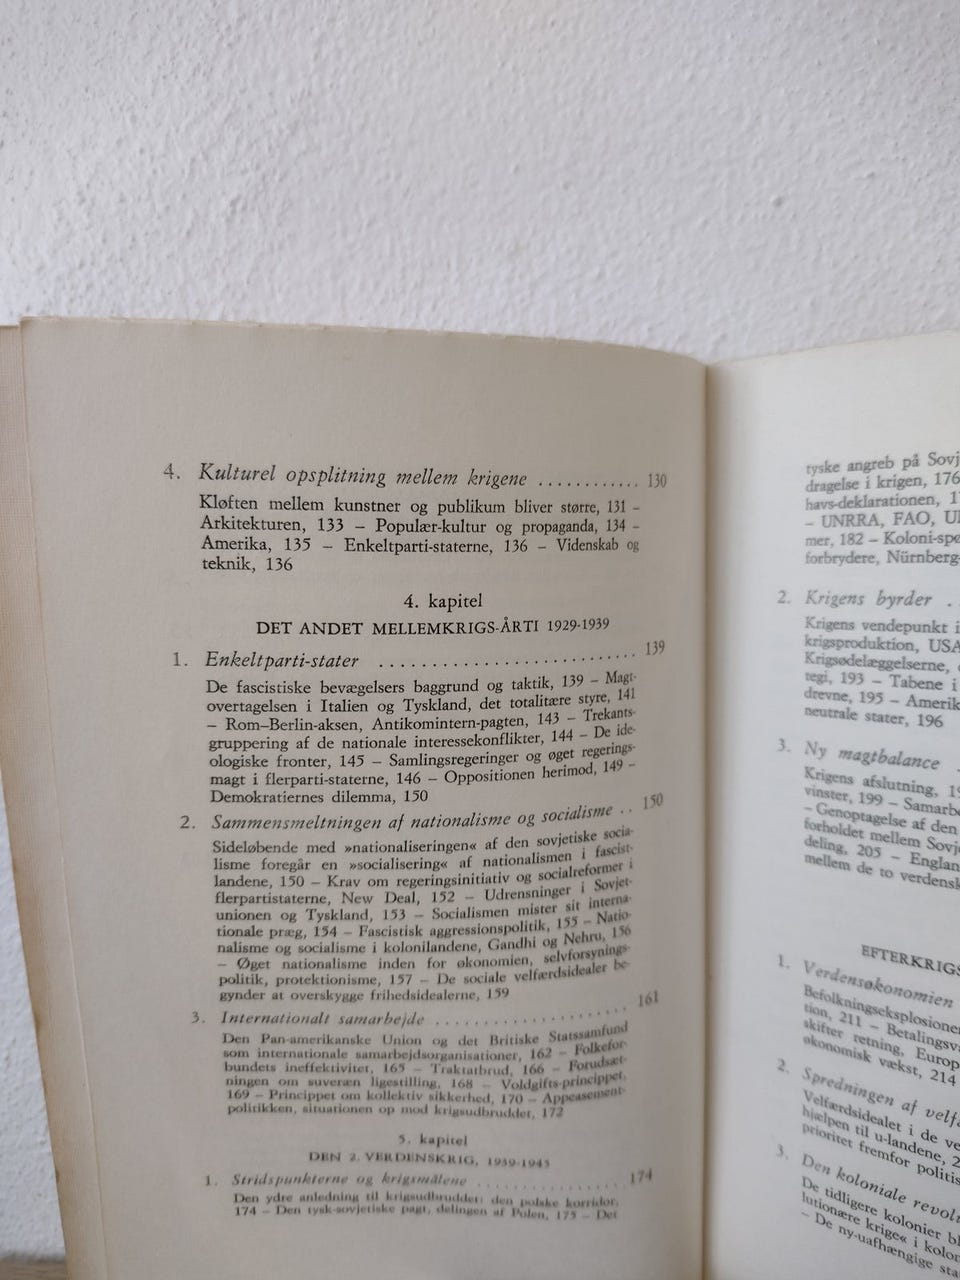 4. Kulturel opsplitning mellem krigene ............ 130
Kløften mellem kunstner og publikum bliver større, 131 –
Arkitekturen, 133 – Populær-kultur og propaganda, 134 –
Amerika, 135 – Enkeltparti-staterne, 136 – Videnskab og
teknik, 136
4. kapitel
DET ANDET MELLEMKRIGS-ÅRTI 1929-1939
1. Enkeltparti-stater .......................... 139
De fascistiske bevægelsers baggrund og taktik, 139 – Magt-
overtagelsen i Italien og Tyskland, det totalitære styre, 141
– Rom–Berlin-aksen, Antikomintern-pagten, 143 – Trekants-
gruppering af de nationale interessekonflikter, 144 – De ide-
ologiske fronter, 145 – Samlingsregeringer og øget regerings-
magt i flerparti-staterne, 146 – Oppositionen herimod, 149 –
Demokratiernes dilemma, 150
2. Sammensmeltningen af nationalisme og socialisme .. 150
Sideløbende med »nationaliseringen« af den sovjetiske socia-
lisme foregår en »socialisering« af nationalismen i fascist-
landene, 150 – Krav om regeringsinitiativ og socialreformer i
flerpartistaterne, New Deal, 152 – Udrensninger i Sovjet-
unionen og Tyskland, 153 – Socialismen mister sit interna-
tionale præg, 154 – Fascistisk aggressionspolitik, 155 – Natio-
nalisme og socialisme i kolonilandene, Gandhi og Nehru, 156
– Øget nationalisme inden for økonomien, selvforsynings-
politik, protektionisme, 157 – De sociale velfærdsidealer be-
gynder at overskygge frihedsidealerne, 159
3. Internationalt samarbejde .................... 161
Den Pan-amerikanske Union og det Britiske Statssamfund
som internationale samarbejdsorganisationer, 162 – Folkefor-
bundets ineffektivitet, 165 – Traktatbrud, 166 – Forudsæt-
ningen om suveræn ligestilling, 168 – Voldgifts-princippet,
169 – Princippet om kollektiv sikkerhed, 170 – Appeasement-
politikken, situationen op mod krigsudbruddet, 172
5. kapitel
DEN 2. VERDENSKRIG, 1939-1945
1. Stridspunkterne og krigsmålene ............... 174
Den ydre anledning til krigsudbruddet: den polske korridor,
174 – Den tysk-sovjetiske pagt, delingen af Polen, 175 – Det
tyske angreb på Sovj
dragelse i krigen, 176
havs-deklarationen, 1
– UNRRA, FAO, U
mer, 182 – Koloni-spø
forbrydere, Nürnberg-
2. Krigens byrder .
Krigens vendepunkt i
krigsproduktion, USA
Krigsødelæggelserne,
tegi, 193 – Tabene i
drevne, 195 – Amerik
neutrale stater, 196
3. Ny magtbalance .
Krigens afslutning, 19
vinster, 199 – Samarb
– Genoptagelse af den
forholdet mellem Sovj
deling, 205 – England
mellem de to verdensk
EFTERKRIGS
1. Verdensøkonomien
Befolkningseksplosione
tion, 211 – Betalingsv
skifter retning, Europ
økonomisk vækst, 214
2. Spredningen af velf
Velfærdsidealet i de ve
hjælpen til u-landene, 2
prioritet fremfor politis
3. Den koloniale revolu
De tidligere kolonier bl
lutionære krige« i kolon
– De ny-uafhængige sta